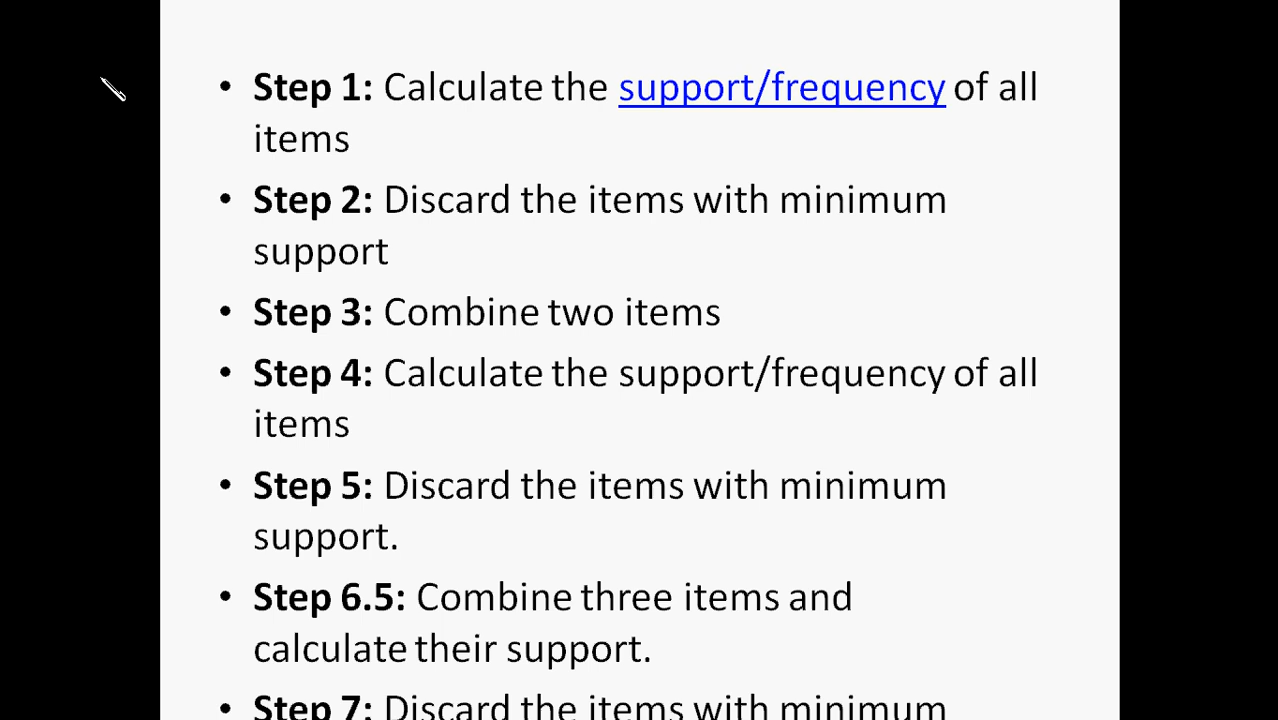 • Step 1: Calculate the support/frequency of all
items
• Step 2: Discard the items with minimum
support
• Step 3: Combine two items
• Step 4: Calculate the support/frequency of all
items
• Step 5: Discard the items with minimum
support.
• Step 6.5: Combine three items and
calculate their support.
• Step 7: Discard the items with minimum